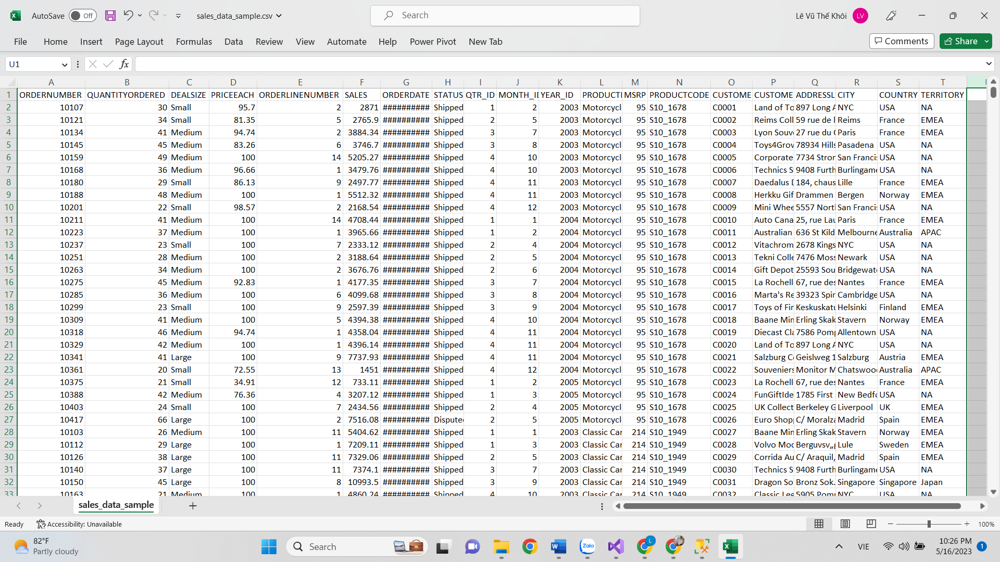 AutoSave Off sales_data_sample.csv Search Lê Vũ Thế Khôi LV
File Home Insert Page Layout Formulas Data Review View Automate Help Power Pivot New Tab Comments Share
U1 fx
A B C D E F G H I J K L M N O P Q R S T
1 ORDERNUMBER QUANTITYORDERED DEALSIZE PRICEEACH ORDERLINENUMBER SALES ORDERDATE STATUS QTR_ID MONTH_ID YEAR_ID PRODUCTI MSRP PRODUCTCODE CUSTOME CUSTOME ADDRESSL CITY COUNTRY TERRITORY
2 10107 30 Small 95.7 2 2871 ########## Shipped 1 2 2003 Motorcycl 95 S10_1678 C0001 Land of To 897 Long A NYC USA NA
3 10121 34 Small 81.35 5 2765.9 ########## Shipped 2 5 2003 Motorcycl 95 S10_1678 C0002 Reims Coll 59 rue de l Reims France EMEA
4 10134 41 Medium 94.74 2 3884.34 ########## Shipped 3 7 2003 Motorcycl 95 S10_1678 C0003 Lyon Souv 27 rue du C Paris France EMEA
5 10145 45 Medium 83.26 6 3746.7 ########## Shipped 3 8 2003 Motorcycl 95 S10_1678 C0004 Toys4Grov 78934 Hills Pasadena USA NA
6 10159 49 Medium 100 14 5205.27 ########## Shipped 4 10 2003 Motorcycl 95 S10_1678 C0005 Corporate 7734 Stror San Francis USA NA
7 10168 36 Medium 96.66 1 3479.76 ########## Shipped 4 10 2003 Motorcycl 95 S10_1678 C0006 Technics S 9408 Furth Burlingame USA NA
8 10180 29 Small 86.13 9 2497.77 ########## Shipped 4 11 2003 Motorcycl 95 S10_1678 C0007 Daedalus D 184, chaus Lille France EMEA
9 10188 48 Medium 100 1 5512.32 ########## Shipped 4 11 2003 Motorcycl 95 S10_1678 C0008 Herkku Gif Drammen Bergen Norway EMEA
10 10201 22 Small 98.57 2 2168.54 ########## Shipped 4 12 2003 Motorcycl 95 S10_1678 C0009 Mini Whee 5557 North San Francis USA NA
11 10211 41 Medium 100 14 4708.44 ########## Shipped 1 1 2004 Motorcycl 95 S10_1678 C0010 Auto Cana 25, rue Lau Paris France EMEA
12 10223 37 Medium 100 1 3965.66 ########## Shipped 1 2 2004 Motorcycl 95 S10_1678 C0011 Australian 636 St Kild Melbourne Australia APAC
13 10237 23 Small 100 7 2333.12 ########## Shipped 2 4 2004 Motorcycl 95 S10_1678 C0012 Vitachrom 2678 Kings NYC USA NA
14 10251 28 Medium 100 2 3188.64 ########## Shipped 2 5 2004 Motorcycl 95 S10_1678 C0013 Tekni Colle 7476 Moss Newark USA NA
15 10263 34 Medium 100 2 3676.76 ########## Shipped 2 6 2004 Motorcycl 95 S10_1678 C0014 Gift Depot 25593 Sou Bridgewate USA NA
16 10275 45 Medium 92.83 1 4177.35 ########## Shipped 3 7 2004 Motorcycl 95 S10_1678 C0015 La Rochell 67, rue des Nantes France EMEA
17 10285 36 Medium 100 6 4099.68 ########## Shipped 3 8 2004 Motorcycl 95 S10_1678 C0016 Marta's Re 39323 Spir Cambridge USA NA
18 10299 23 Small 100 9 2597.39 ########## Shipped 3 9 2004 Motorcycl 95 S10_1678 C0017 Toys of Fir Keskuskatu Helsinki Finland EMEA
19 10309 41 Medium 100 5 4394.38 ########## Shipped 4 10 2004 Motorcycl 95 S10_1678 C0018 Baane Min Erling Skak Stavern Norway EMEA
20 10318 46 Medium 94.74 1 4358.04 ########## Shipped 4 11 2004 Motorcycl 95 S10_1678 C0019 Diecast Cla 7586 Pomp Allentown USA NA
21 10329 42 Medium 100 1 4396.14 ########## Shipped 4 11 2004 Motorcycl 95 S10_1678 C0020 Land of To 897 Long A NYC USA NA
22 10341 41 Large 100 9 7737.93 ########## Shipped 4 11 2004 Motorcycl 95 S10_1678 C0021 Salzburg Co Geislweg 1 Salzburg Austria EMEA
23 10361 20 Small 72.55 13 1451 ########## Shipped 4 12 2004 Motorcycl 95 S10_1678 C0022 Souveniers Monitor M Chatswood Australia APAC
24 10375 21 Small 34.91 12 733.11 ########## Shipped 1 2 2005 Motorcycl 95 S10_1678 C0023 La Rochell 67, rue des Nantes France EMEA
25 10388 42 Medium 76.36 4 3207.12 ########## Shipped 1 3 2005 Motorcycl 95 S10_1678 C0024 FunGiftIde 1785 First New Bedfo USA NA
26 10403 24 Small 100 7 2434.56 ########## Shipped 2 4 2005 Motorcycl 95 S10_1678 C0025 UK Collect Berkeley G Liverpool UK EMEA
27 10417 66 Large 100 2 7516.08 ########## Disputed 2 5 2005 Motorcycl 95 S10_1678 C0026 Euro Shopp C/ Moralza Madrid Spain EMEA
28 10103 26 Medium 100 11 5404.62 ########## Shipped 1 1 2003 Classic Car 214 S10_1949 C0027 Baane Min Erling Skak Stavern Norway EMEA
29 10112 29 Large 100 1 7209.11 ########## Shipped 1 3 2003 Classic Car 214 S10_1949 C0028 Volvo Mod Berguvsv„g Lule Sweden EMEA
30 10126 38 Large 100 11 7329.06 ########## Shipped 2 5 2003 Classic Car 214 S10_1949 C0029 Corrida Au C/ Araquil, Madrid Spain EMEA
31 10140 37 Large 100 11 7374.1 ########## Shipped 3 7 2003 Classic Car 214 S10_1949 C0030 Technics S 9408 Furth Burlingame USA NA
32 10150 45 Large 100 8 10993.5 ########## Shipped 3 9 2003 Classic Car 214 S10_1949 C0031 Dragon So Bronz Sok. Singapore Singapore Japan
33 10163 21 Medium 100 1 4860.24 ########## Shipped 4 10 2003 Classic Car 214 S10_1949 C0032 Classic Leg 5905 Pomp NYC USA NA
sales_data_sample
Ready Accessibility: Unavailable 100%
82°F
Partly cloudy
Search
Zalo
L
VIE
10:26 PM
5/16/2023
1